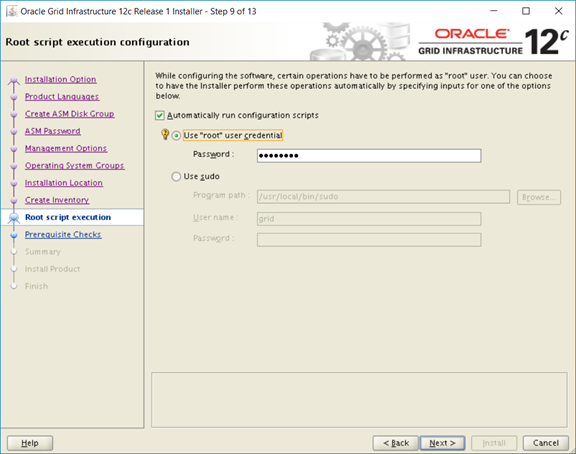 Oracle Grid Infrastructure 12c Release 1 Installer - Step 9 of 13
Root script execution configuration
ORACLE
GRID INFRASTRUCTURE
12c
Installation Option
Product Languages
Create ASM Disk Group
ASM Password
Management Options
Operating System Groups
Installation Location
Create Inventory
Root script execution
Prerequisite Checks
Summary
Install Product
Finish
While configuring the software, certain operations have to be performed as "root" user. You can choose
to have the Installer perform these operations automatically by specifying inputs for one of the options
below.
Automatically run configuration scripts
Use "root" user credential
Password :
••••••••
Use sudo
Program path :
/usr/local/bin/sudo
Browse...
User name :
grid
Password :
Help
< Back
Next >
Install
Cancel